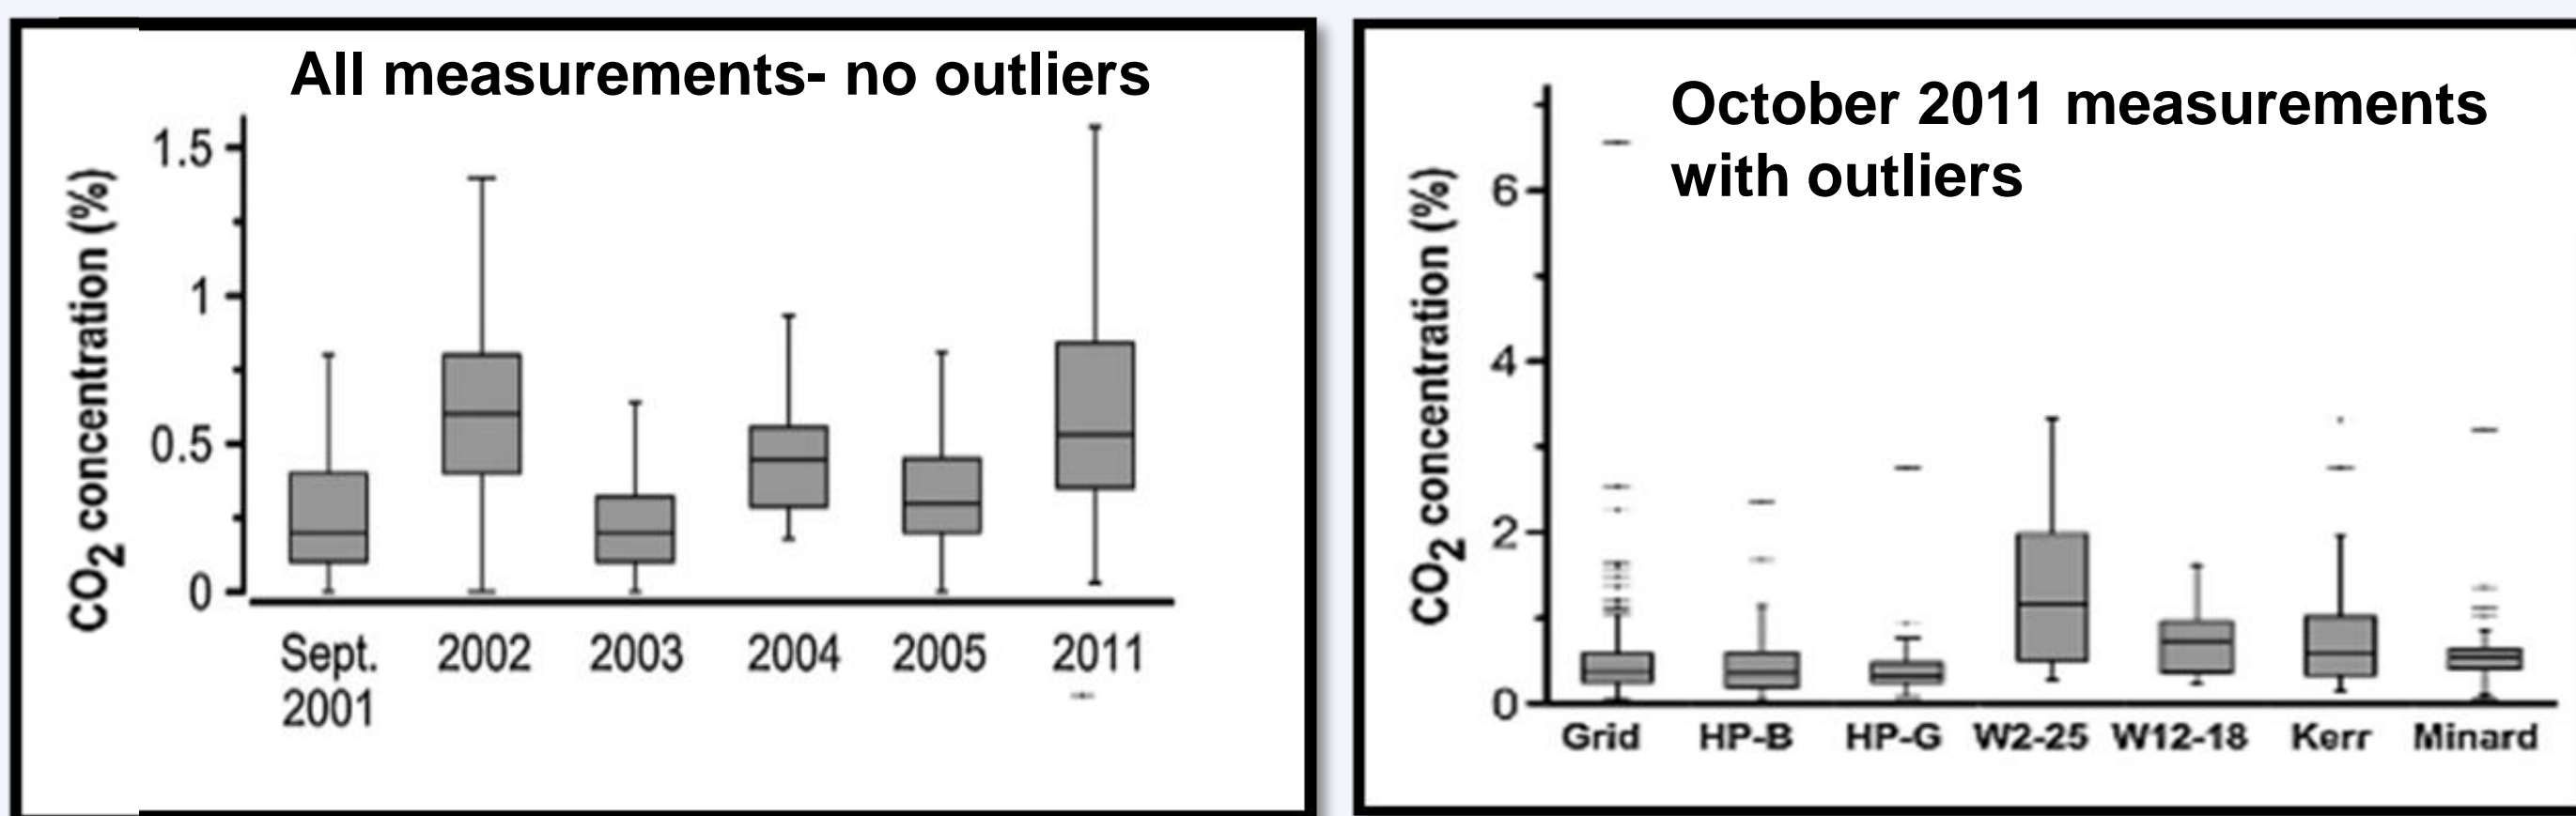 All measurements- no outliers
CO2 concentration (%)
1.5
1
0.5
0
Sept. 2002 2003 2004 2005 2011
2001
October 2011 measurements
with outliers
CO2 concentration (%)
6
4
2
0
Grid HP-B HP-G W2-25 W12-18 Kerr Minard